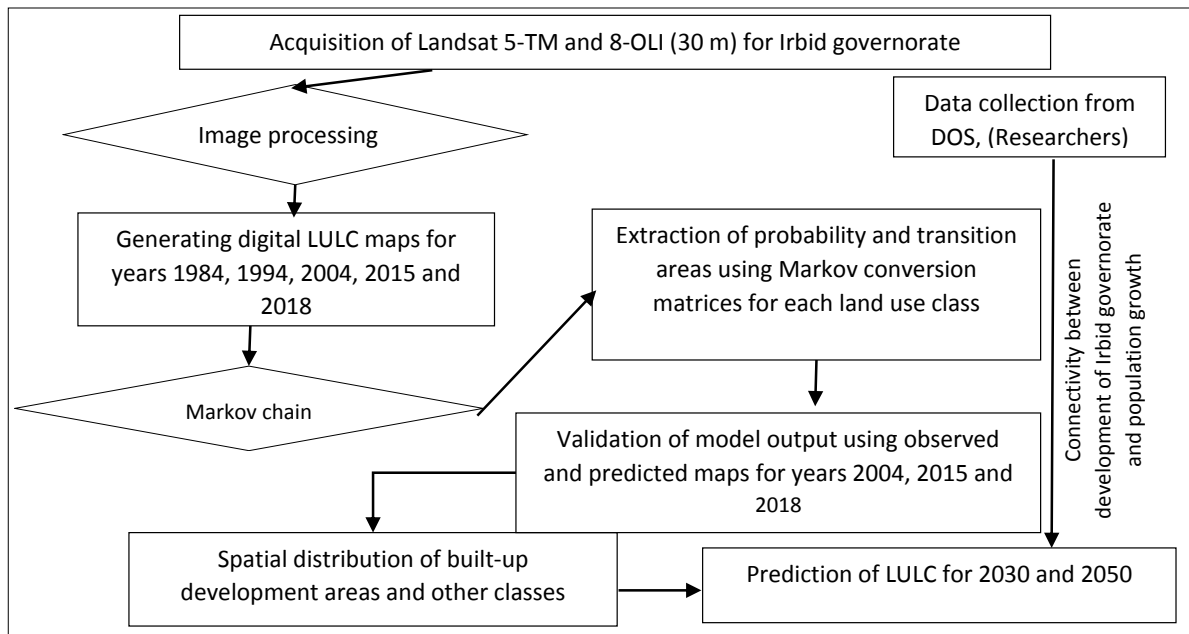 Acquisition of Landsat 5-TM and 8-OLI (30 m) for Irbid governorate
Image processing
Data collection from
DOS, (Researchers)
Generating digital LULC maps for
years 1984, 1994, 2004, 2015 and
2018
Extraction of probability and transition
areas using Markov conversion
matrices for each land use class
Connectivity between
development of Irbid governorate
and population growth
Markov chain
Validation of model output using observed
and predicted maps for years 2004, 2015 and
2018
Spatial distribution of built-up
development areas and other classes
Prediction of LULC for 2030 and 2050